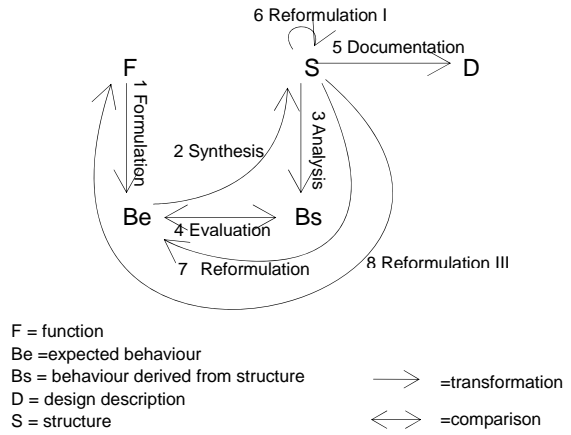 6 Reformulation I
5 Documentation
F
S
D
1 Formulation
2 Synthesis
3 Analysis
Be
Bs
4 Evaluation
7 Reformulation
8 Reformulation III
F = function
Be =expected behaviour
Bs = behaviour derived from structure
D = design description
S = structure
=transformation
=comparison